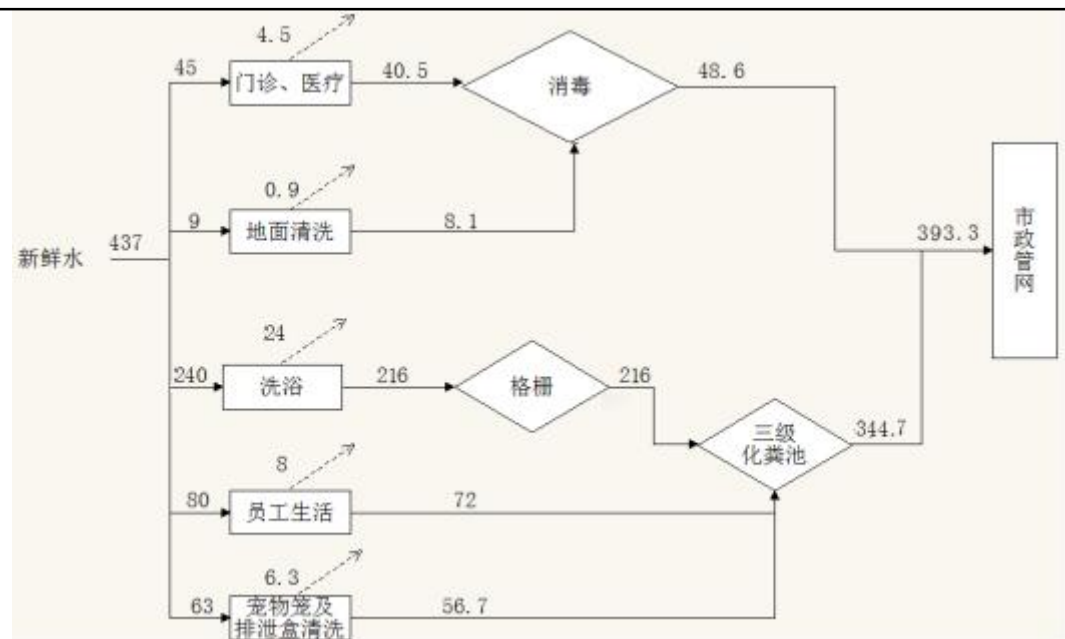 4.5
45
门诊、医疗
40.5
消毒
48.6
0.9
9
地面清洗
8.1
新鲜水
437
393.3
市政管网
24
240
洗浴
216
格栅
216
三级
化粪池
344.7
8
80
员工生活
72
6.3
63
宠物笼及
排泄盒清洗
56.7